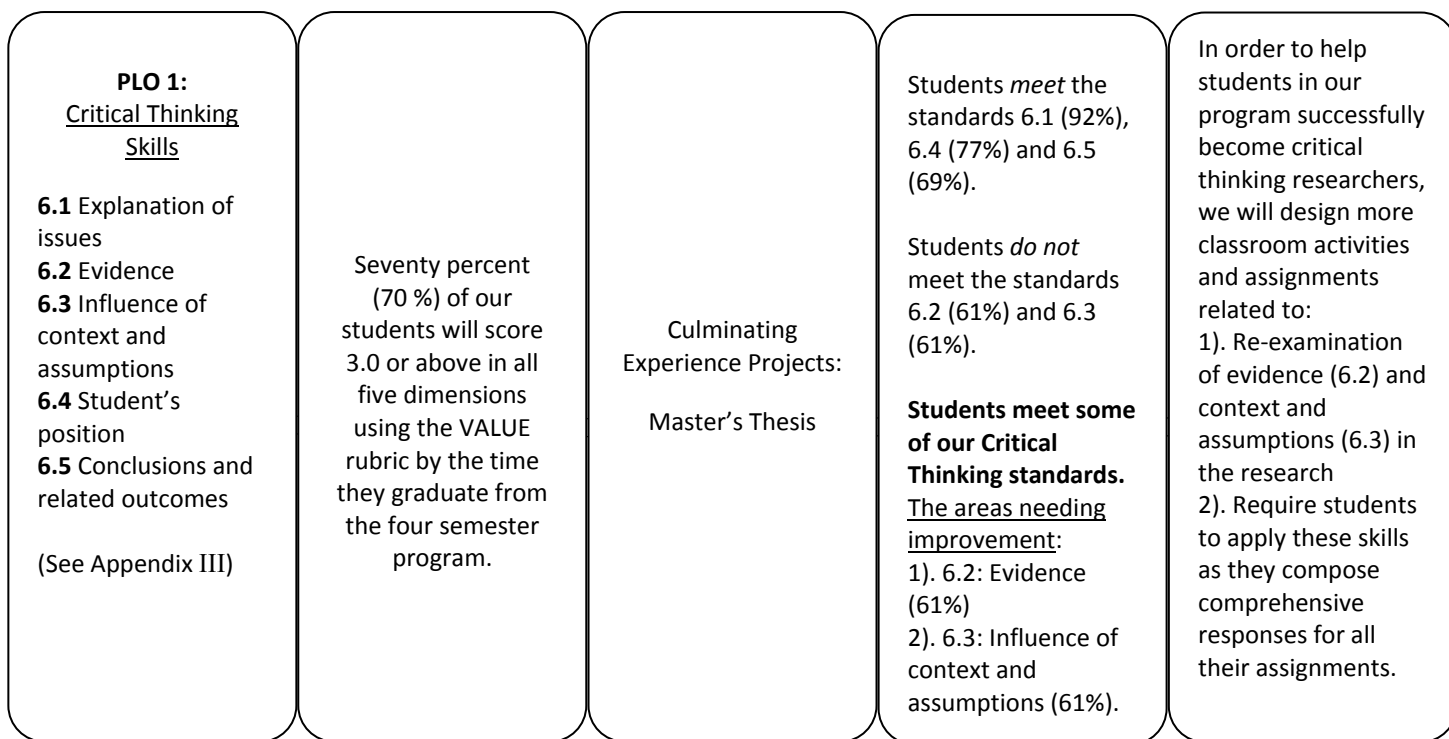 PLO 1:
Critical Thinking
Skills
6.1 Explanation of
issues
6.2 Evidence
6.3 Influence of
context and
assumptions
6.4 Student's
position
6.5 Conclusions and
related outcomes
(See Appendix III)
Seventy percent
(70 %) of our
students will score
3.0 or above in all
five dimensions
using the VALUE
rubric by the time
they graduate from
the four semester
program.
Culminating
Experience Projects:
Master's Thesis
Students meet the
standards 6.1 (92%),
6.4 (77%) and 6.5
(69%).
Students do not
meet the standards
6.2 (61%) and 6.3
(61%).
Students meet some
of our Critical
Thinking standards.
The areas needing
improvement:
1). 6.2: Evidence
(61%)
2). 6.3: Influence of
context and
assumptions (61%).
In order to help
students in our
program successfully
become critical
thinking researchers,
we will design more
classroom activities
and assignments
related to:
1). Re-examination
of evidence (6.2) and
context and
assumptions (6.3) in
the research
2). Require students
to apply these skills
as they compose
comprehensive
responses for all
their assignments.